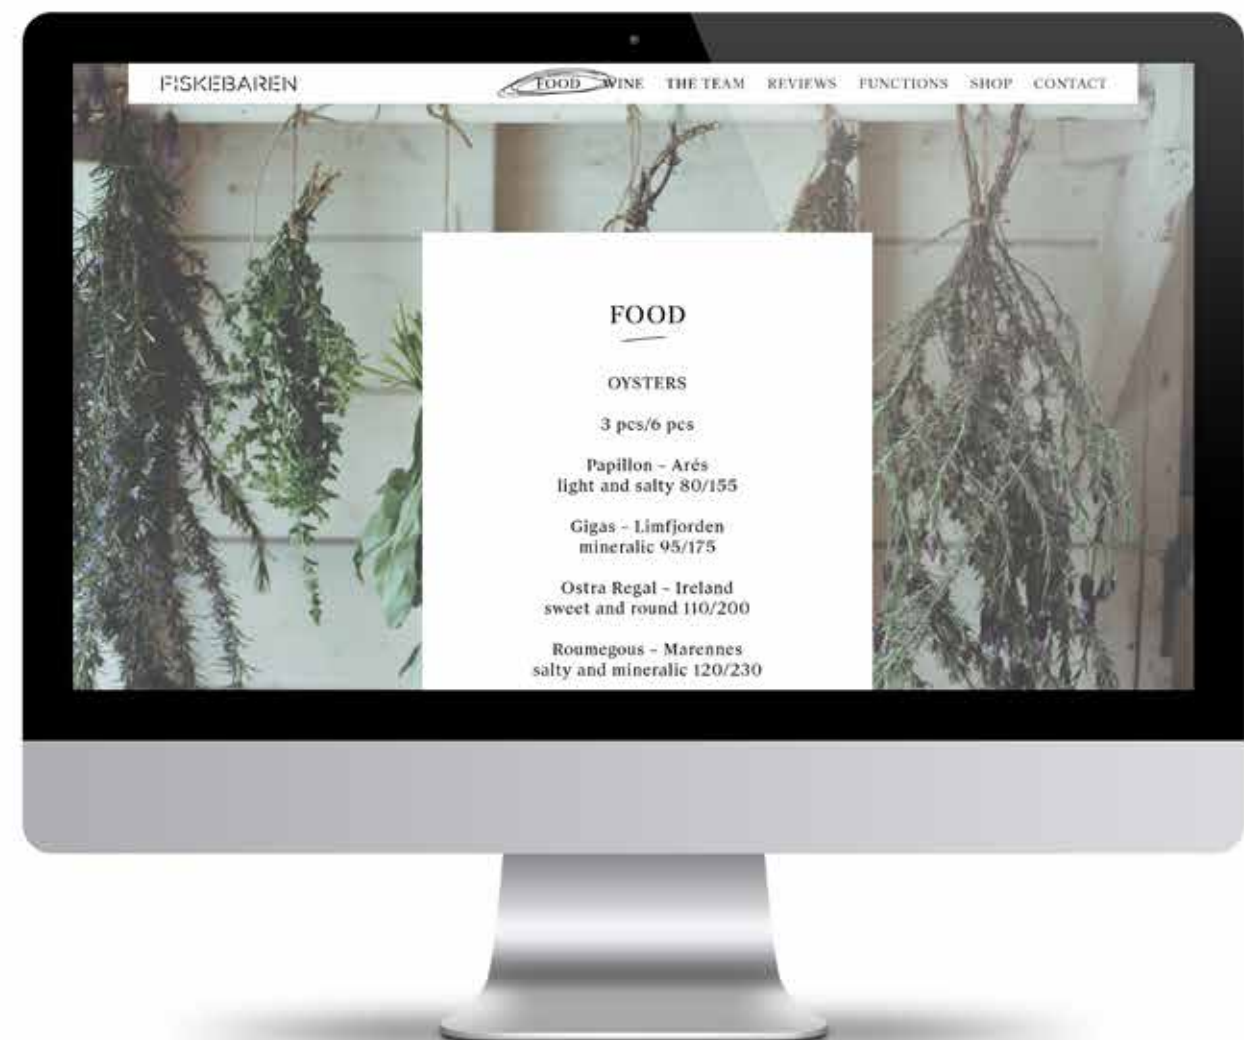 FISKEBAREN
FOOD WINE THE TEAM REVIEWS FUNCTIONS SHOP CONTACT
FOOD
OYSTERS
3 pcs/6 pcs
Papillon – Arés
light and salty 80/155
Gigas – Limfjorden
mineralic 95/175
Ostra Regal – Ireland
sweet and round 110/200
Roumegous – Marennes
salty and mineralic 120/230